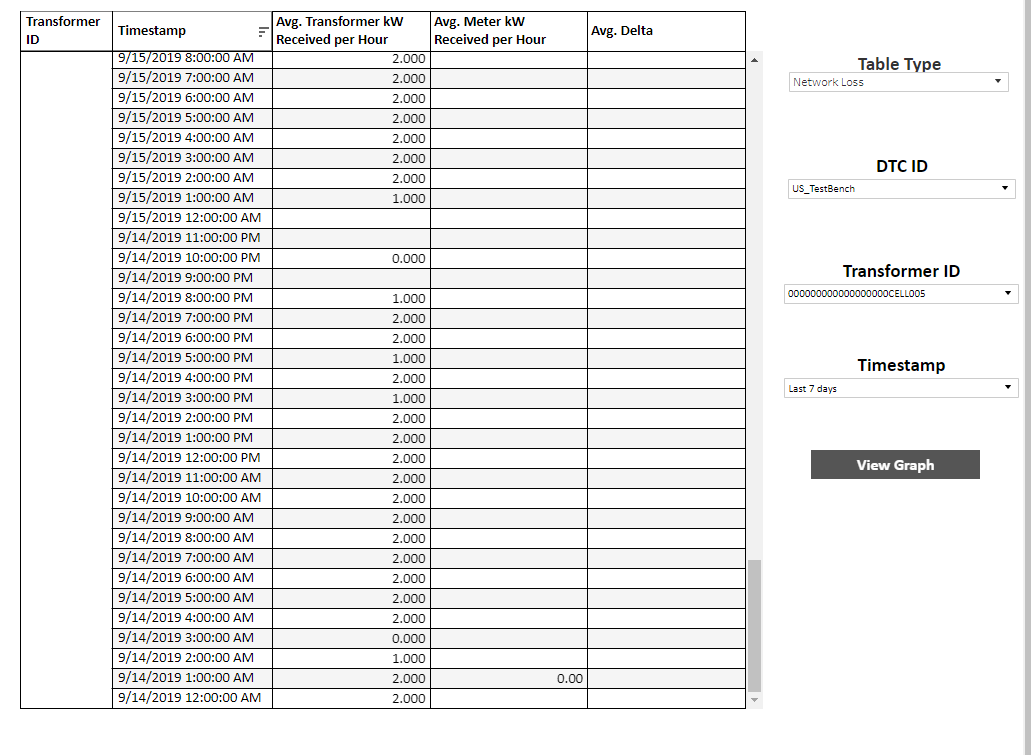 Transformer ID Timestamp Avg. Transformer kW Received per Hour Avg. Meter kW Received per Hour Avg. Delta
9/15/2019 8:00:00 AM 2.000
9/15/2019 7:00:00 AM 2.000
9/15/2019 6:00:00 AM 2.000
9/15/2019 5:00:00 AM 2.000
9/15/2019 4:00:00 AM 2.000
9/15/2019 3:00:00 AM 2.000
9/15/2019 2:00:00 AM 2.000
9/15/2019 1:00:00 AM 1.000
9/15/2019 12:00:00 AM
9/14/2019 11:00:00 PM
9/14/2019 10:00:00 PM 0.000
9/14/2019 9:00:00 PM
9/14/2019 8:00:00 PM 1.000
9/14/2019 7:00:00 PM 2.000
9/14/2019 6:00:00 PM 2.000
9/14/2019 5:00:00 PM 1.000
9/14/2019 4:00:00 PM 2.000
9/14/2019 3:00:00 PM 1.000
9/14/2019 2:00:00 PM 2.000
9/14/2019 1:00:00 PM 2.000
9/14/2019 12:00:00 PM 2.000
9/14/2019 11:00:00 AM 2.000
9/14/2019 10:00:00 AM 2.000
9/14/2019 9:00:00 AM 2.000
9/14/2019 8:00:00 AM 2.000
9/14/2019 7:00:00 AM 2.000
9/14/2019 6:00:00 AM 2.000
9/14/2019 5:00:00 AM 2.000
9/14/2019 4:00:00 AM 2.000
9/14/2019 3:00:00 AM 0.000
9/14/2019 2:00:00 AM 1.000
9/14/2019 1:00:00 AM 2.000 0.00
9/14/2019 12:00:00 AM 2.000
Table Type
Network Loss
DTC ID
US_TestBench
Transformer ID
000000000000000000CELL005
Timestamp
Last 7 days
View Graph